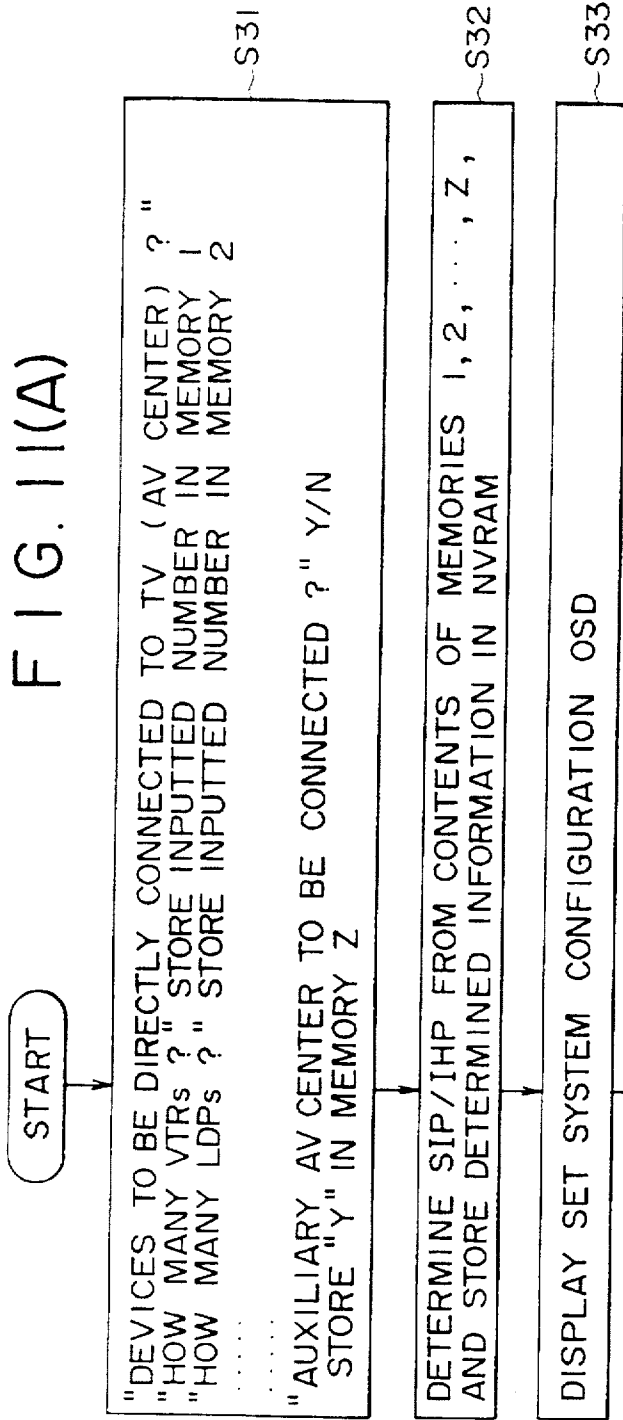 FIG. 11(A)
START
"DEVICES TO BE DIRECTLY CONNECTED TO TV (AV CENTER) ? "
"HOW MANY VTRs ?" STORE INPUTTED NUMBER IN MEMORY 1
"HOW MANY LDPs ?" STORE INPUTTED NUMBER IN MEMORY 2
......
......
"AUXILIARY AV CENTER TO BE CONNECTED ?" Y/N
STORE "Y" IN MEMORY Z
S31
DETERMINE SIP/IHP FROM CONTENTS OF MEMORIES 1,2, ···, Z,
AND STORE DETERMINED INFORMATION IN NVRAM
S32
DISPLAY SET SYSTEM CONFIGURATION OSD
S33